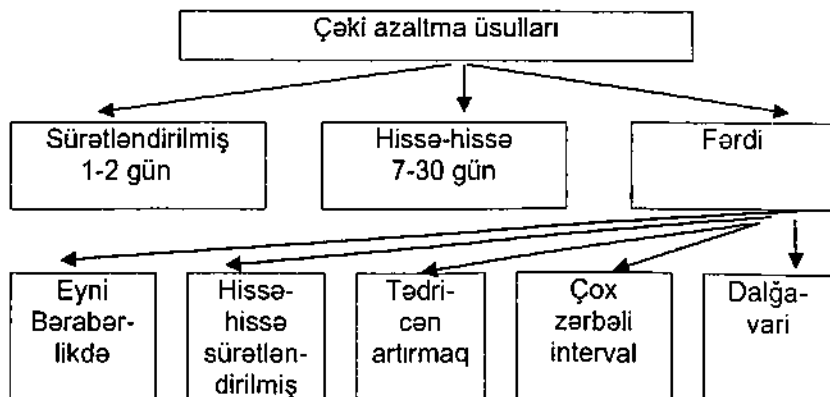 Çəki azaltma üsulları
Sürətləndirilmiş
1-2 gün
Hissə-hissə
7-30 gün
Fərdi
Eyni
Bərabər-
likdə
Hissə-
hissə
sürətlən-
dirilmiş
Tədri-
cən
artırmaq
Çox
zərbəli
interval
Dalğa-
vari